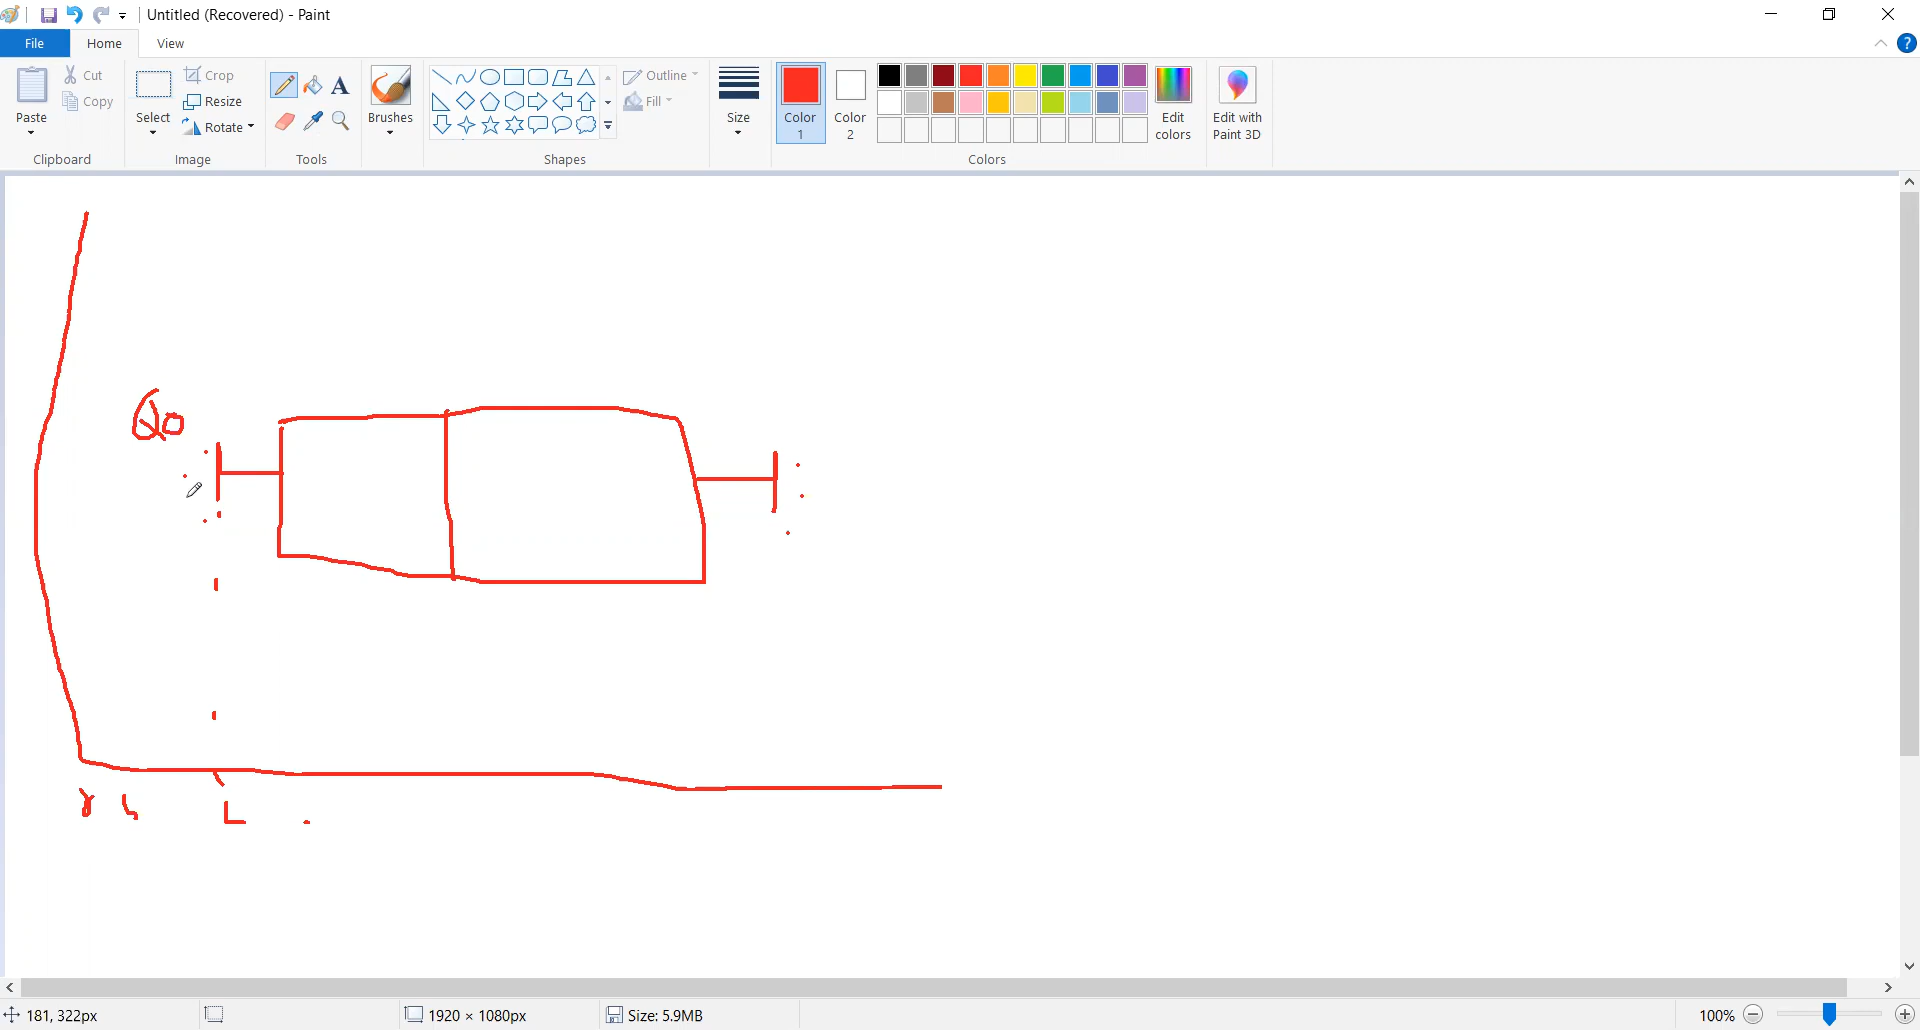 Untitled (Recovered) - Paint
File Home View
Paste
Cut
Copy
Clipboard
Select
Crop
Resize
Rotate
Image
Tools
Brushes
Shapes
Outline
Fill
Size
Color 1
Color 2
Colors
Edit colors
Edit with Paint 3D
Q0
L
181, 322px
1920 × 1080px
Size: 5.9MB
100%